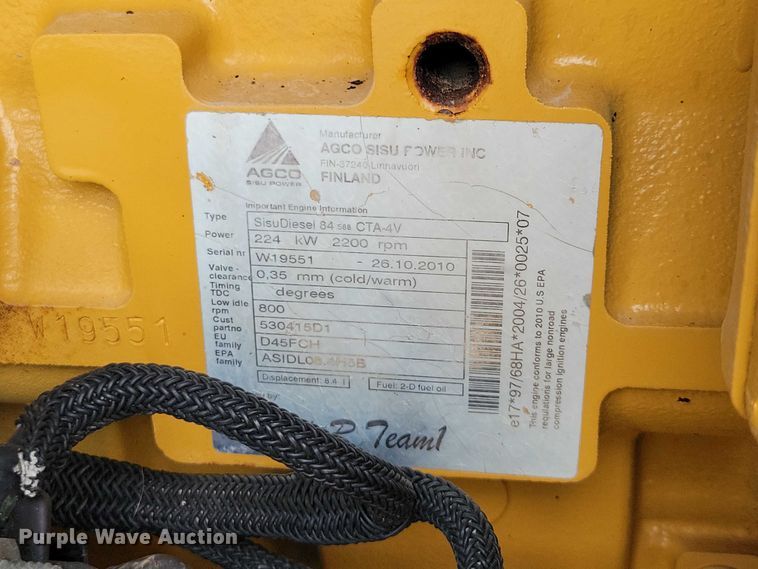 AGCO
SISU POWER
Manufacturer
AGCO SISU POWER INC
FIN-37240 Linnavuori
FINLAND
Important Engine Information
Type SisuDiesel 84 CTA-4V
Power 224 kW 2200 rpm
Serial nr W19551 - 26.10.2010
Valve-clearance 0,35 mm (cold/warm)
Timing TDC degrees
Low idle rpm 800
Cust partno 530415D1
EU family D45FCH
EPA family
Displacement: 8.4 l Fuel: 2-D fuel oil
by:
P Team1
e17*97/68HA*2004/26*0025*07
This engine conforms to 2010 U.S EPA
regulations for large nonroad
compression ignition engines
W19551
Purple Wave Auction